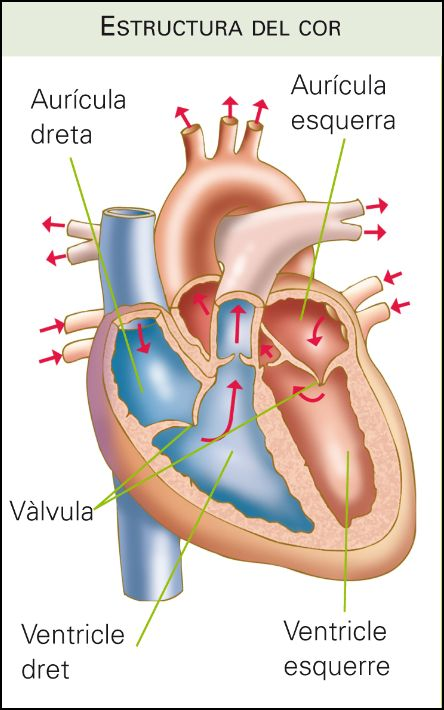 ESTRUCTURA DEL COR
Aurícula
dreta
Aurícula
esquerra
Vàlvula
Ventricle
dret
Ventricle
esquerre